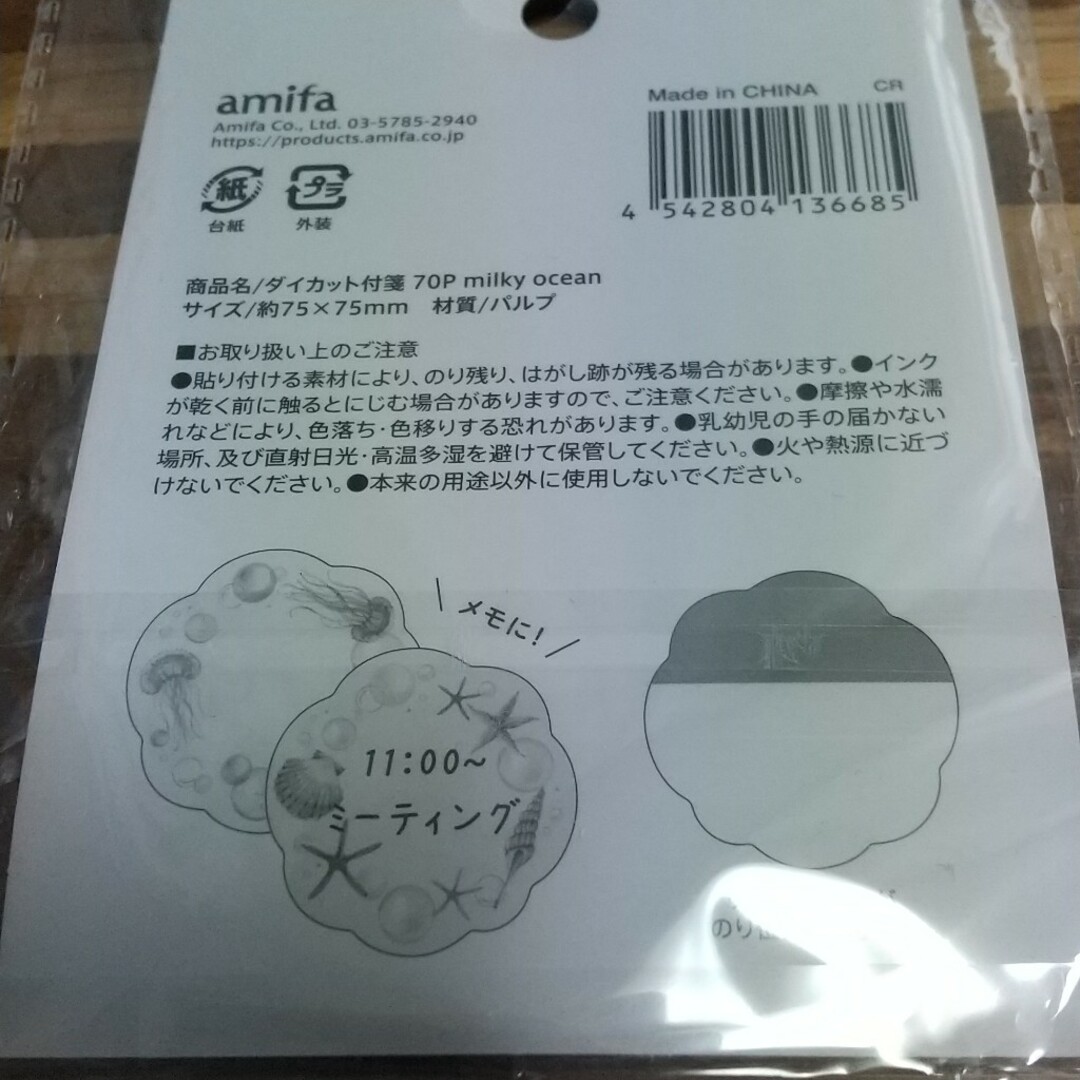 amifa
Amifa Co., Ltd. 03-5785-2940
https://products.amifa.co.jp
紙
台紙
プラ
外装
Made in CHINA CR
4 542804 136685
商品名/ダイカット付箋 70P milky ocean
サイズ/約75×75mm 材質/パルプ
■お取り扱い上のご注意
●貼り付ける素材により、のり残り、はがし跡が残る場合があります。●インク
が乾く前に触るとにじむ場合がありますので、ご注意ください。●摩擦や水濡
れなどにより、色落ち・色移りする恐れがあります。●乳幼児の手の届かない
場所、及び直射日光・高温多湿を避けて保管してください。●火や熱源に近づ
けないでください。●本来の用途以外に使用しないでください。
メモに!
11:00~
ミーティング
のり